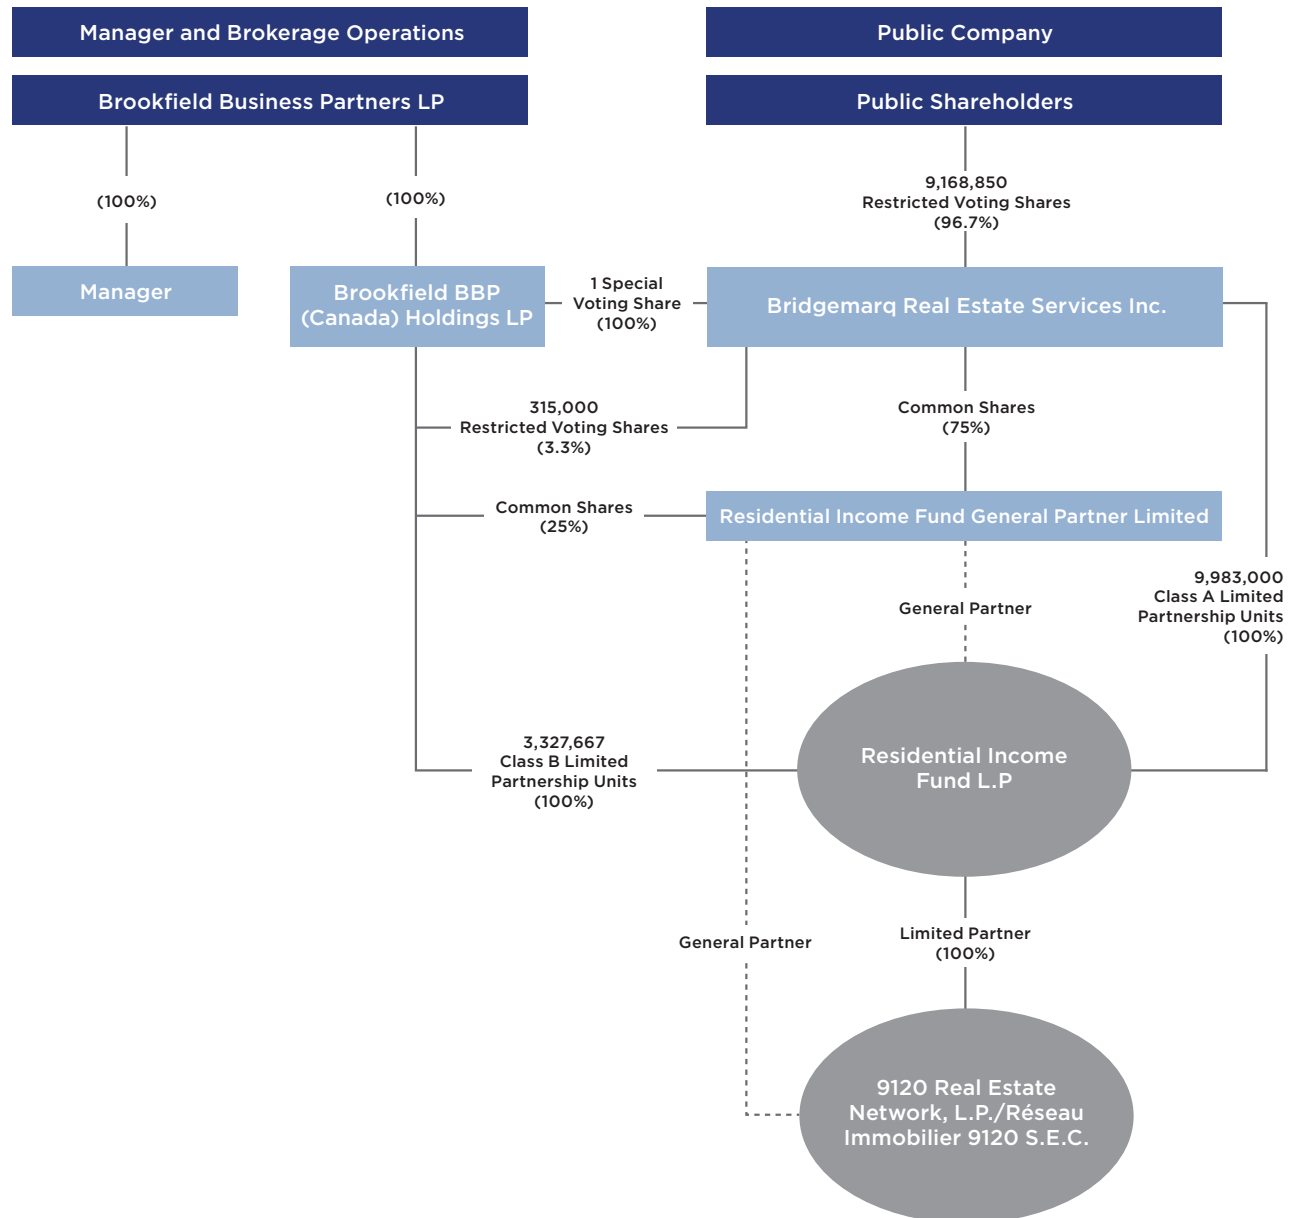 Manager and Brokerage Operations
Public Company
Brookfield Business Partners LP
Public Shareholders
(100%)
(100%)
9,168,850
Restricted Voting Shares
(96.7%)
Manager
Brookfield BBP
(Canada) Holdings LP
1 Special
Voting Share
(100%)
Bridgemarq Real Estate Services Inc.
315,000
Restricted Voting Shares
(3.3%)
Common Shares
(75%)
Common Shares
(25%)
Residential Income Fund General Partner Limited
General Partner
9,983,000
Class A Limited
Partnership Units
(100%)
3,327,667
Class B Limited
Partnership Units
(100%)
Residential Income
Fund L.P
General Partner
Limited Partner
(100%)
9120 Real Estate
Network, L.P./Réseau
Immobilier 9120 S.E.C.